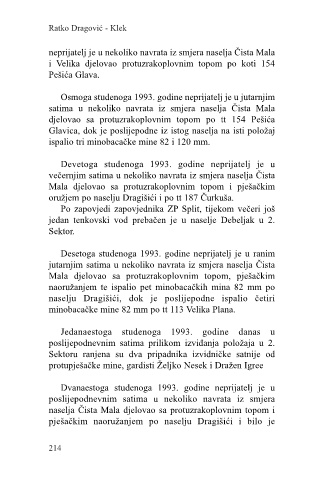 Ratko Dragović - Klek
neprijatelj je u nekoliko navrata iz smjera naselja Čista Mala
i Velika djelovao protuzrakoplovnim topom po koti 154
Pešića Glava.
Osmoga studenoga 1993. godine neprijatelj je u jutarnjim
satima u nekoliko navrata iz smjera naselja Čista Mala
djelovao sa protuzrakoplovnim topom po tt 154 Pešića
Glavica, dok je poslijepodne iz istog naselja na isti položaj
ispalio tri minobacačke mine 82 i 120 mm.
Devetoga studenoga 1993. godine neprijatelj je u
večernjim satima u nekoliko navrata iz smjera naselja Čista
Mala djelovao sa protuzrakoplovnim topom i pješačkim
oružjem po naselju Dragišići i po tt 187 Čurkuša.
Po zapovjedi zapovjednika ZP Split, tijekom večeri još
jedan tenkovski vod prebačen je u naselje Debeljak u 2.
Sektor.
Desetoga studenoga 1993. godine neprijatelj je u ranim
jutarnjim satima u nekoliko navrata iz smjera naselja Čista
Mala djelovao sa protuzrakoplovnim topom, pješačkim
naoružanjem te ispalio pet minobacačkih mina 82 mm po
naselju Dragišići, dok je poslijepodne ispalio četiri
minobacačke mine 82 mm po tt 113 Velika Plana.
Jedanaestoga studenoga 1993. godine danas u
poslijepodnevnim satima prilikom izviđanja položaja u 2.
Sektoru ranjena su dva pripadnika izvidničke satnije od
protupješačke mine, gardisti Željko Nesek i Dražen Igree
Dvanaestoga studenoga 1993. godine neprijatelj je u
poslijepodnevnim satima u nekoliko navrata iz smjera
naselja Čista Mala djelovao sa protuzrakoplovnim topom i
pješačkim naoružanjem po naselju Dragišići i bilo je
214